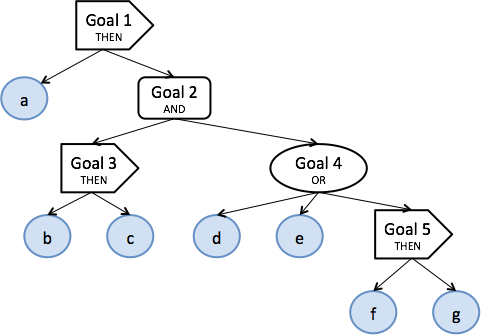 Goal 1
THEN
a
Goal 2
AND
Goal 3
THEN
Goal 4
OR
b
c
d
e
Goal 5
THEN
f
g